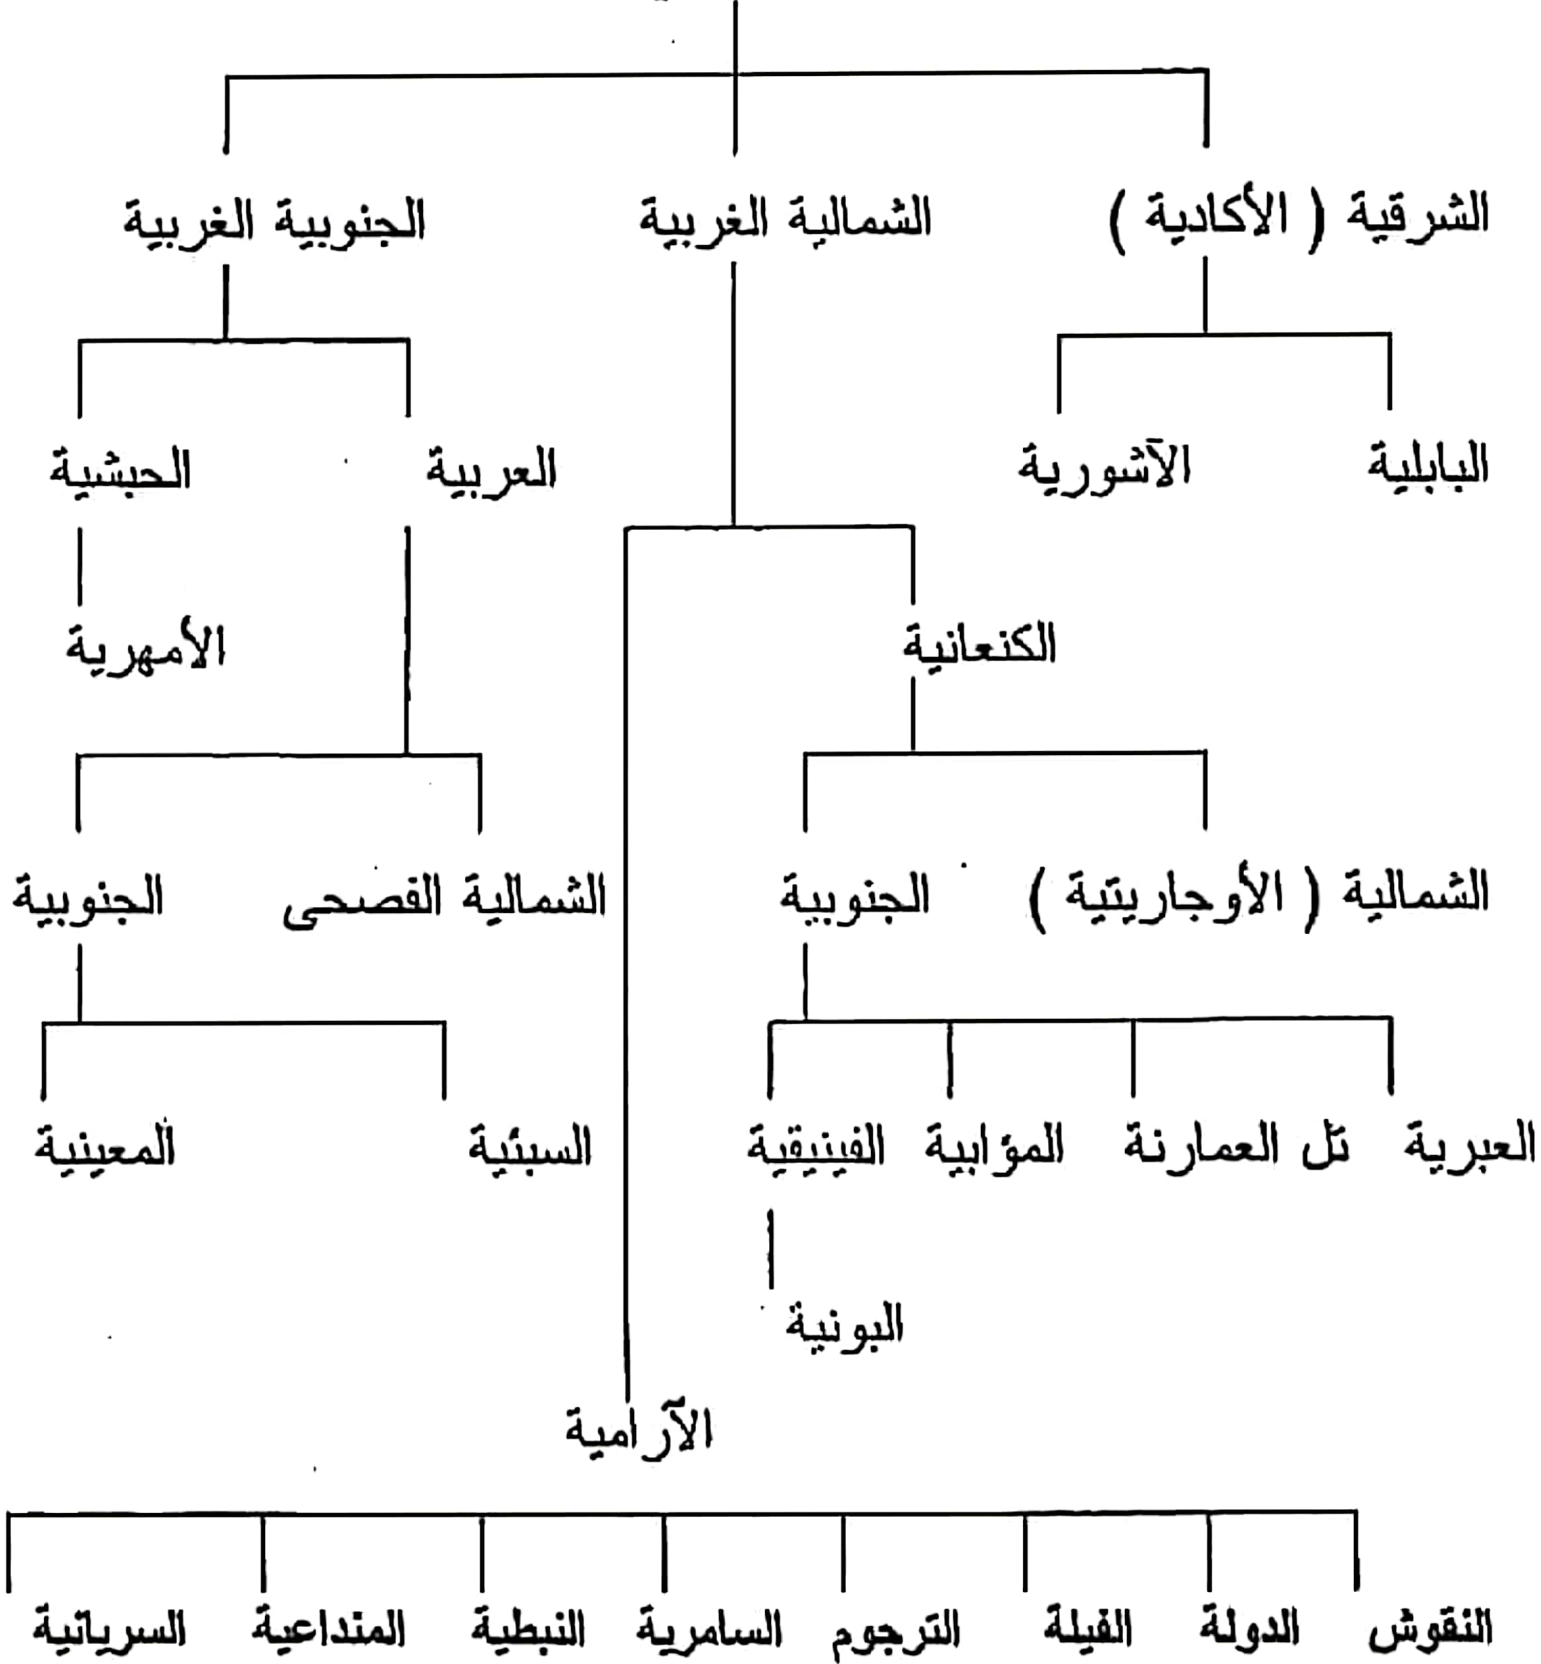 الشرقية ( الأكادية ) الشمالية الغربية الجنوبية الغربية
البابلية الآشورية العربية الحبشية
الكنعانية الأمهرية
الشمالية ( الأوجاريتية ) الجنوبية الشمالية الفصحى الجنوبية
العبرية تل العمارنة المؤابية الفينيقية السبئية المعينية
البونية
الآرامية
النقوش الدولة الفيلة الترجوم السامرية النبطية المنداعية السريانية